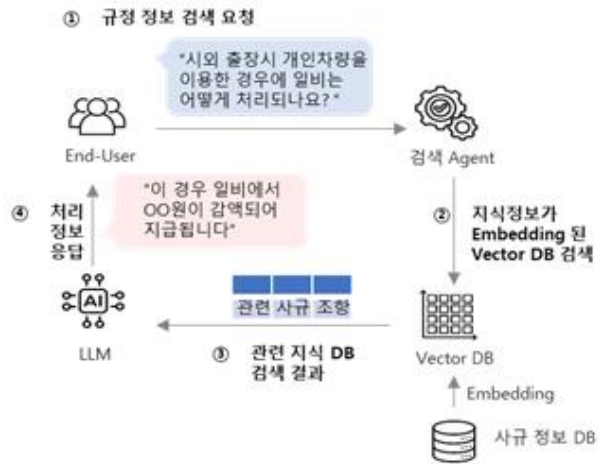 ① 규정 정보 검색 요청
"시외 출장시 개인차량을
이용한 경우에 일비는
어떻게 처리되나요? "
End-User
검색 Agent
"이 경우 일비에서
OO원이 감액되어
지급됩니다"
④ 처리
정보
응답
② 지식정보가
Embedding 된
Vector DB 검색
AI
LLM
관련 사규 조항
③ 관련 지식 DB
검색 결과
Vector DB
Embedding
사규 정보 DB